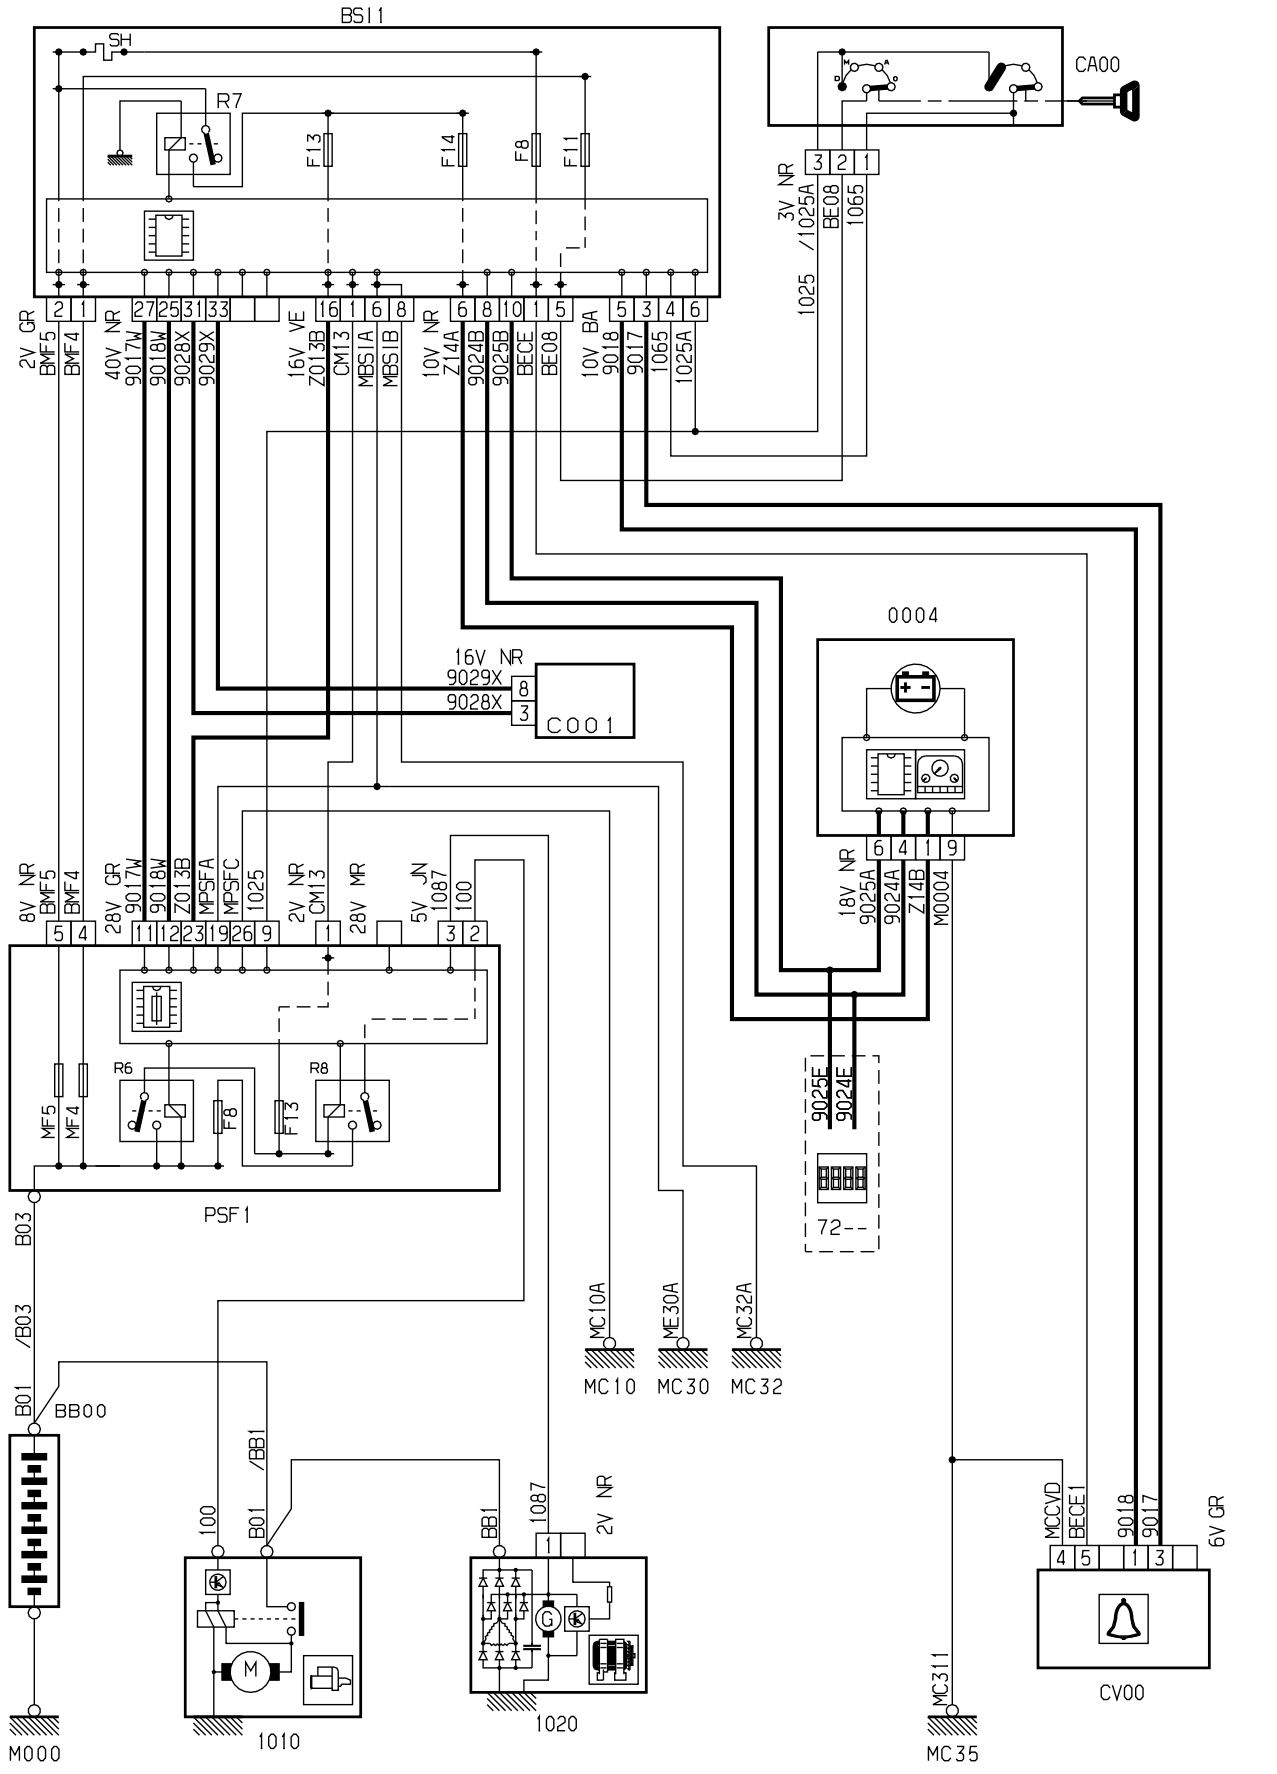 BSI1
SH
R7
F13
F14
F8
F11
CA00
M
A
D
O
3 2 1
3V NR
1025 /1025A
BE08
1065
2 1
27 25 31 33
16 1 6 8
6 8 10 1 5
5 3 4 6
2V GR
BMF5
BMF4
40V NR
9017W
9018W
9028X
9029X
16V VE
Z013B
CM13
MBSIA
MBSIB
10V NR
Z14A
9024B
9025B
BECE
BE08
10V BA
9018
9017
1065
1025A
0004
+ -
16V NR
9029X
8
9028X
3
C001
6 4 1 9
18V NR
9025A
9024A
Z14B
M0004
8V NR
BMF5
BMF4
28V GR
9017W
9018W
Z013B
MPSFA
MPSFC
1025
2V NR
CM13
28V MR
5V JN
1087
100
5 4
11 12 23 19 26 9
1
3 2
R6
R8
MF5
MF4
F8
F13
PSF1
9025E
9024E
72--
B03
/B03
B01
BB00
MC10A
ME30A
MC32A
MC10
MC30
MC32
100
B01
/BB1
BB1
1087
2V NR
1
M
G
1010
1020
M000
MC311
MC35
MCCVD
BECE1
9018
9017
6V GR
4 5 1 3
CV00